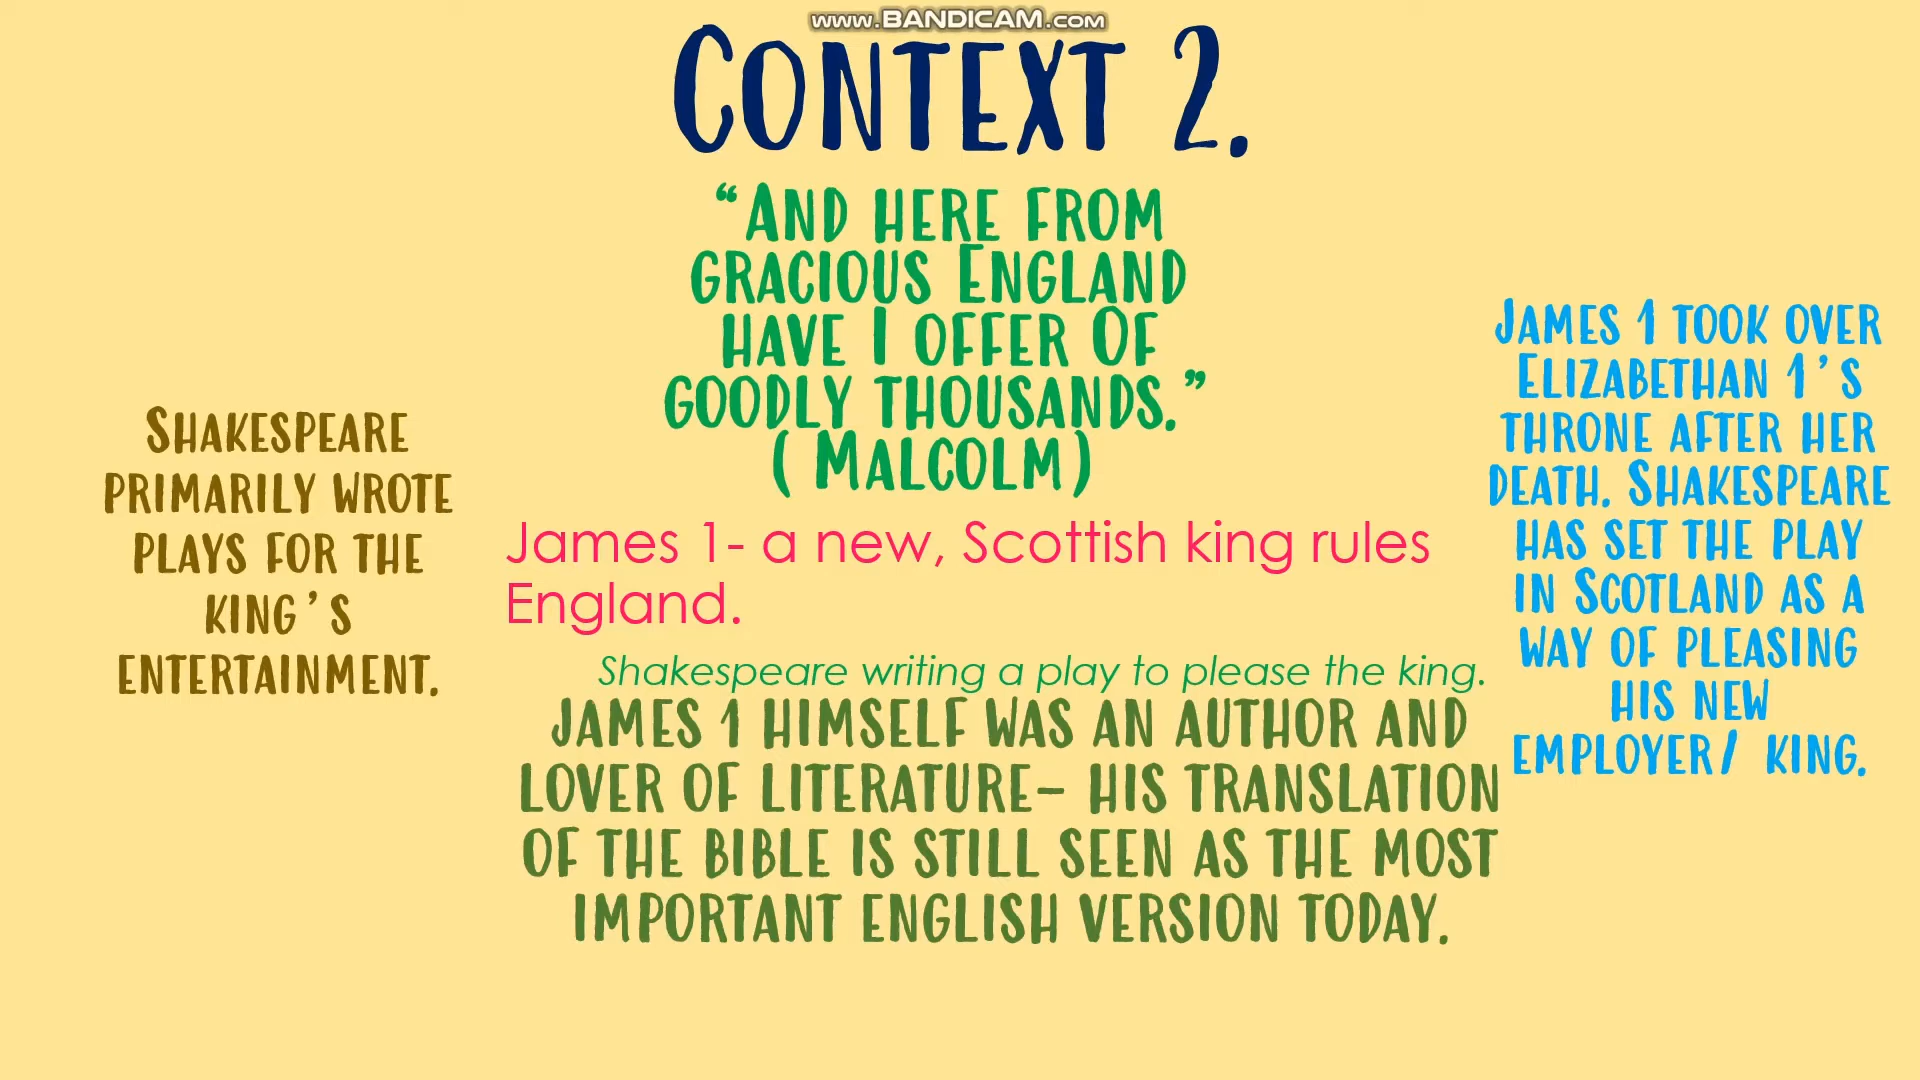 www.BANDICAM.com
Context 2.
“And here from
gracious England
have I offer Of
goodly thousands.”
( Malcolm)
Shakespeare
primarily wrote
plays for the
king's
entertainment.
James 1- a new, Scottish king rules
England.
Shakespeare writing a play to please the king.
James 1 himself was an author and
lover of literature- his translation
of the bible is still seen as the most
important English version today.
James 1 took over
Elizabethan 1's
throne after her
death. Shakespeare
has set the play
in Scotland as a
way of pleasing
his new
employer/ king.